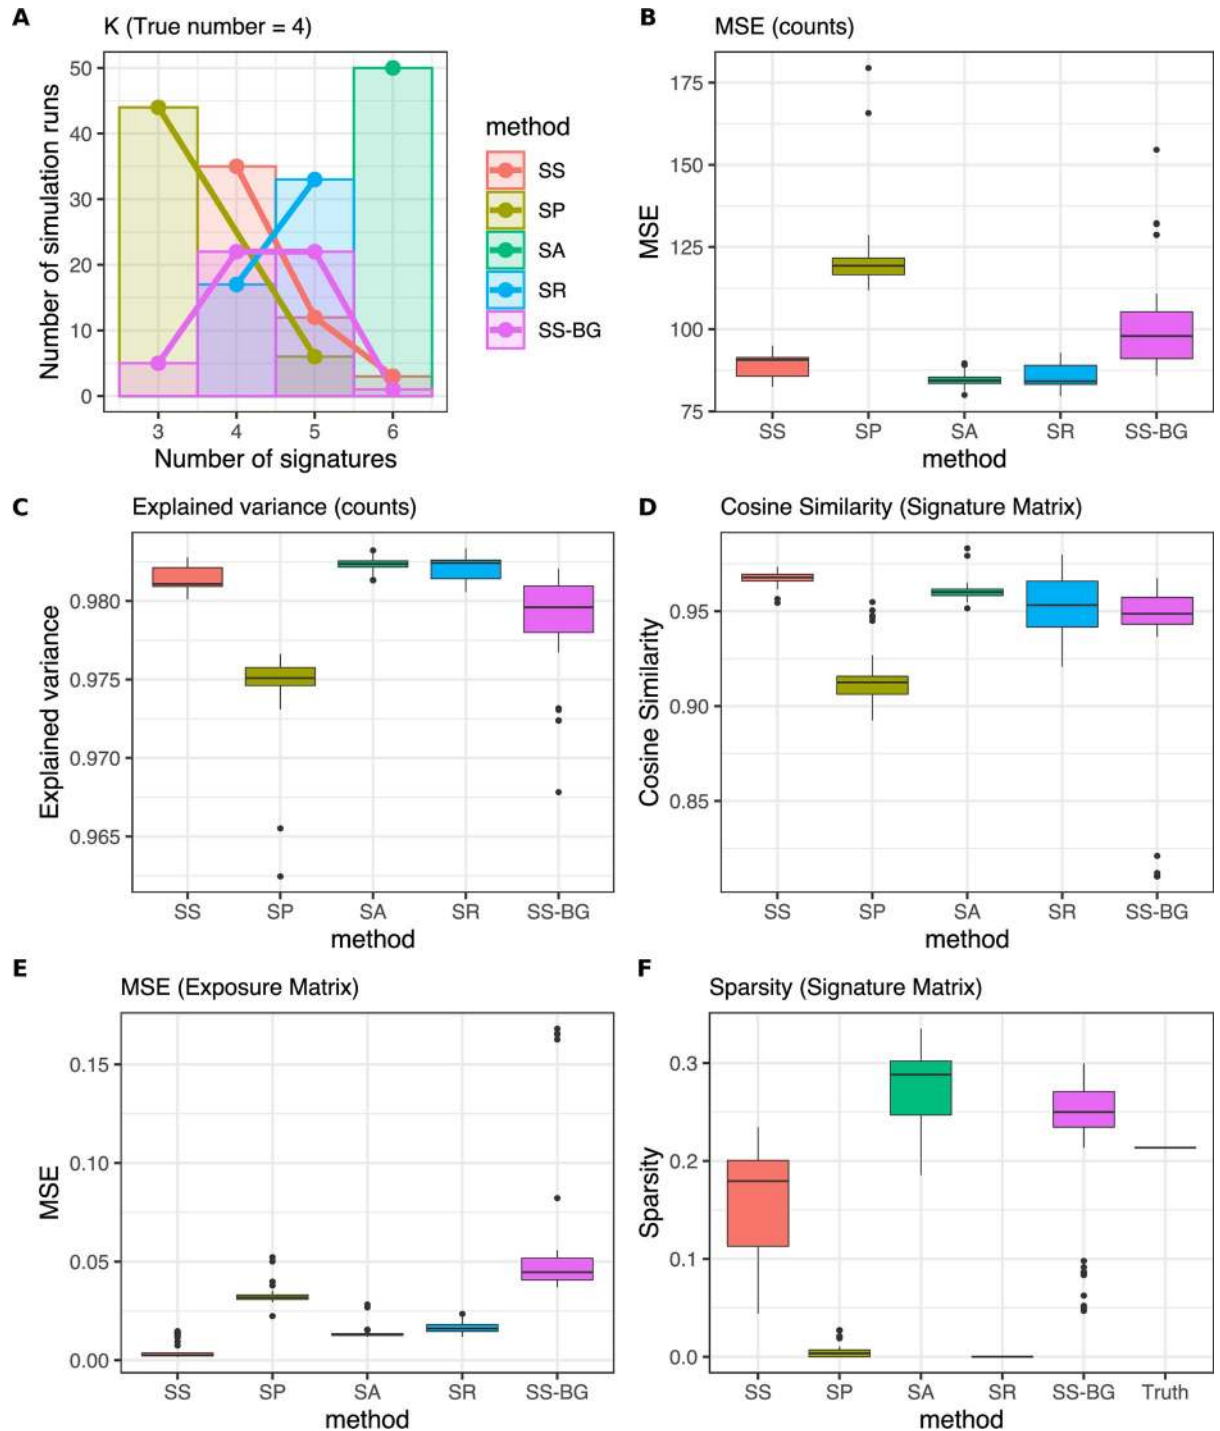 A
K (True number = 4)
50
40
30
20
10
0
Number of simulation runs
3 4 5 6
Number of signatures
method
SS
SP
SA
SR
SS-BG
B
MSE (counts)
175
150
125
100
75
MSE
SS SP SA SR SS-BG
method
C
Explained variance (counts)
0.980
0.975
0.970
0.965
Explained variance
SS SP SA SR SS-BG
method
D
Cosine Similarity (Signature Matrix)
0.95
0.90
0.85
Cosine Similarity
SS SP SA SR SS-BG
method
E
MSE (Exposure Matrix)
0.15
0.10
0.05
0.00
MSE
SS SP SA SR SS-BG
method
F
Sparsity (Signature Matrix)
0.3
0.2
0.1
0.0
Sparsity
SS SP SA SR SS-BG Truth
method